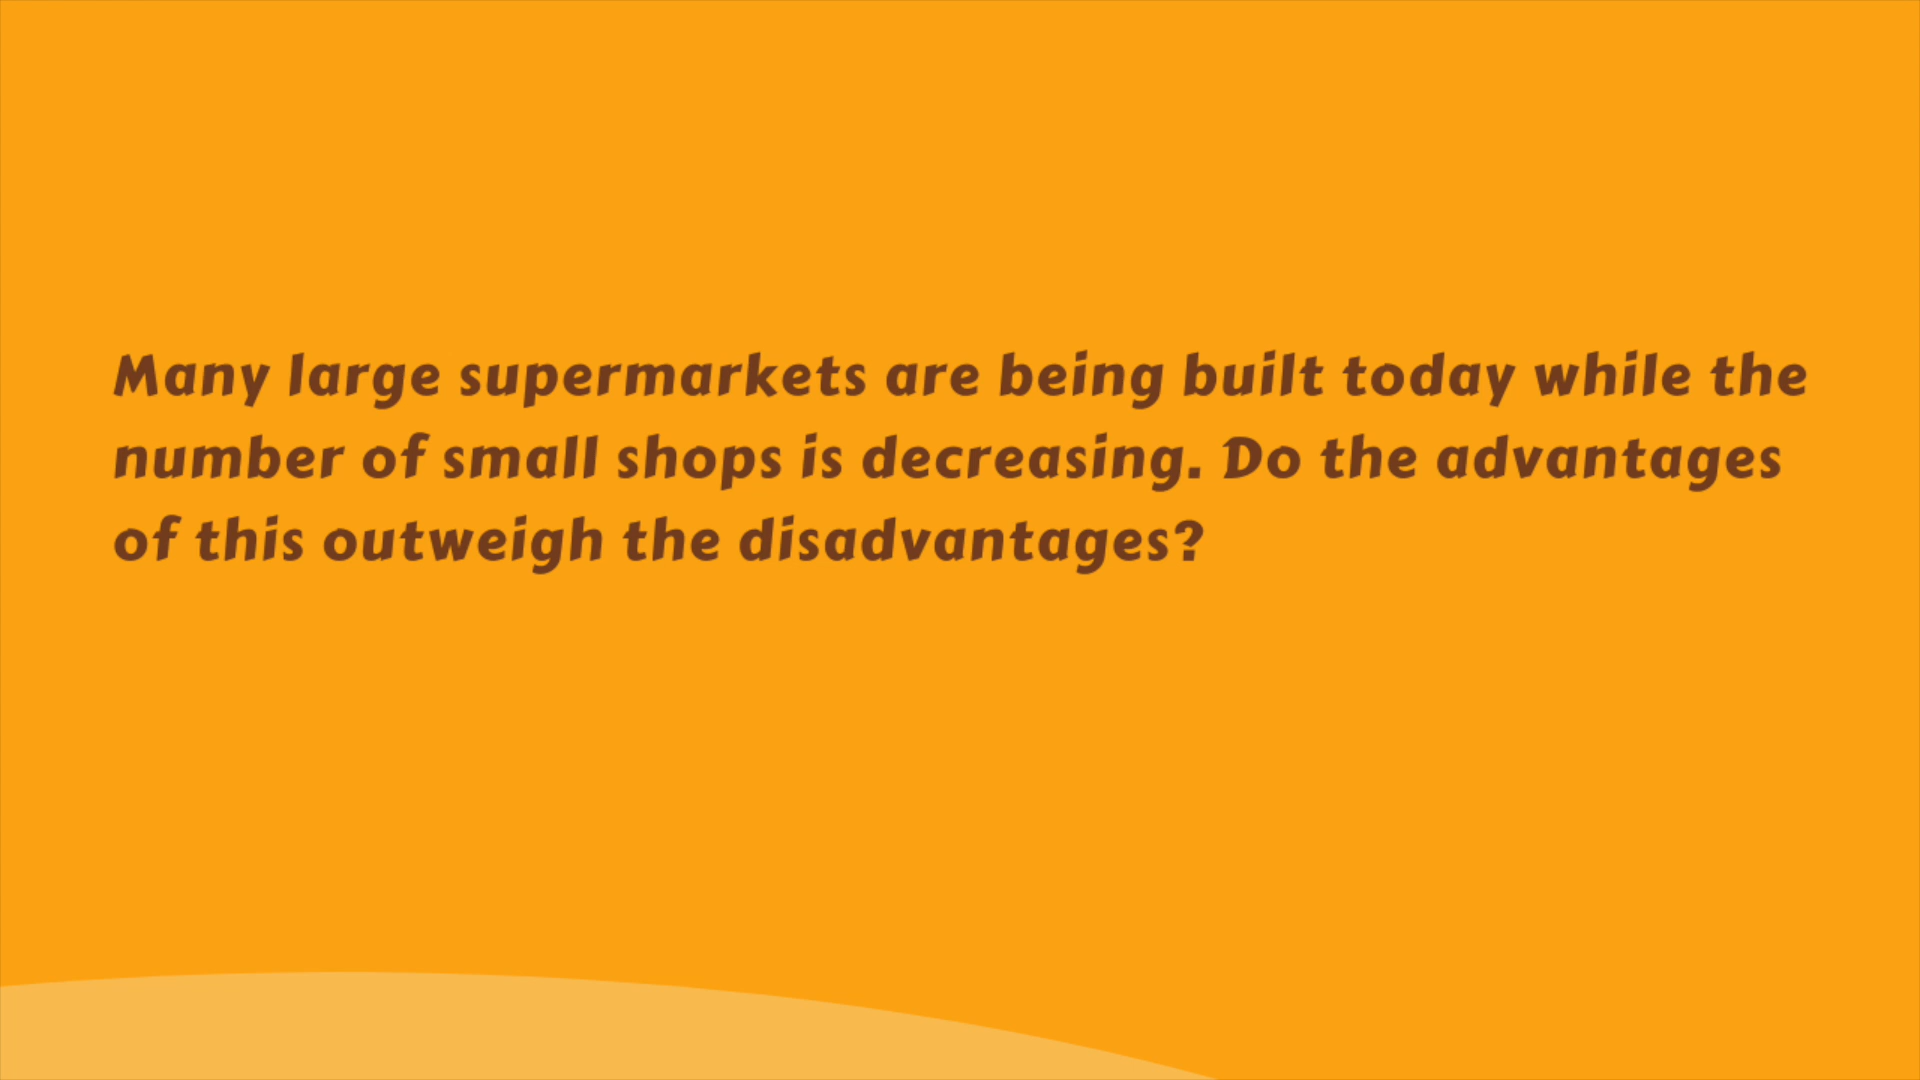 Many large supermarkets are being built today while the
number of small shops is decreasing. Do the advantages
of this outweigh the disadvantages?